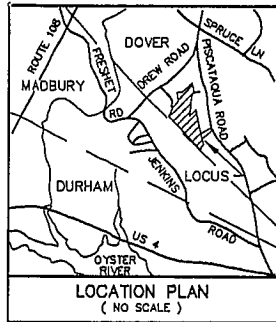 ROUTE 108
FRESHET
RD
DOVER
SPRUCE LN
DREW ROAD
PISCATAQUA ROAD
MADBURY
JENKINS
ROAD
LOCUS
DURHAM
US 4
OYSTER
RIVER
LOCATION PLAN
( NO SCALE )